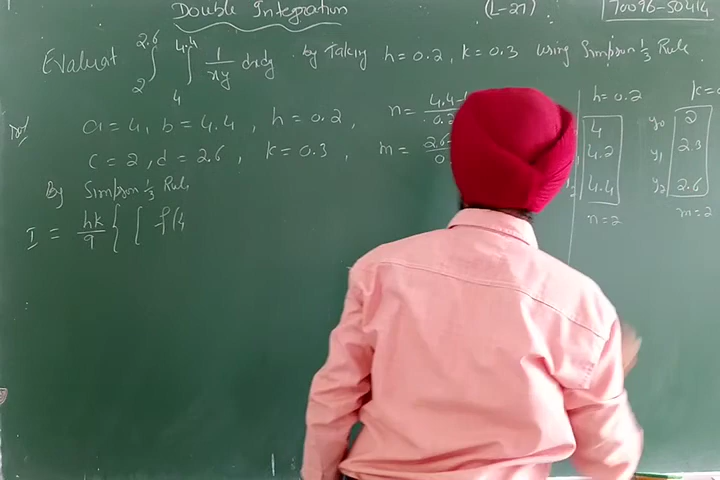 Double Integration
(L-27)
70096-50414
Evaluat ∫₂^2.6 ∫₄^4.4 1/xy dxdy by taking h=0.2, k=0.3 using Simpson 1/3 Rule.
Sol
a=4, b=4.4, h=0.2, n= 4.4-
c=2, d=2.6, k=0.3, m= 2.6-
By Simpson 1/3 Rule
I = hk/9 { [ f(4
h=0.2
4
4.2
4.4
n=2
y0 2
y1 2.3
y2 2.6
m=2